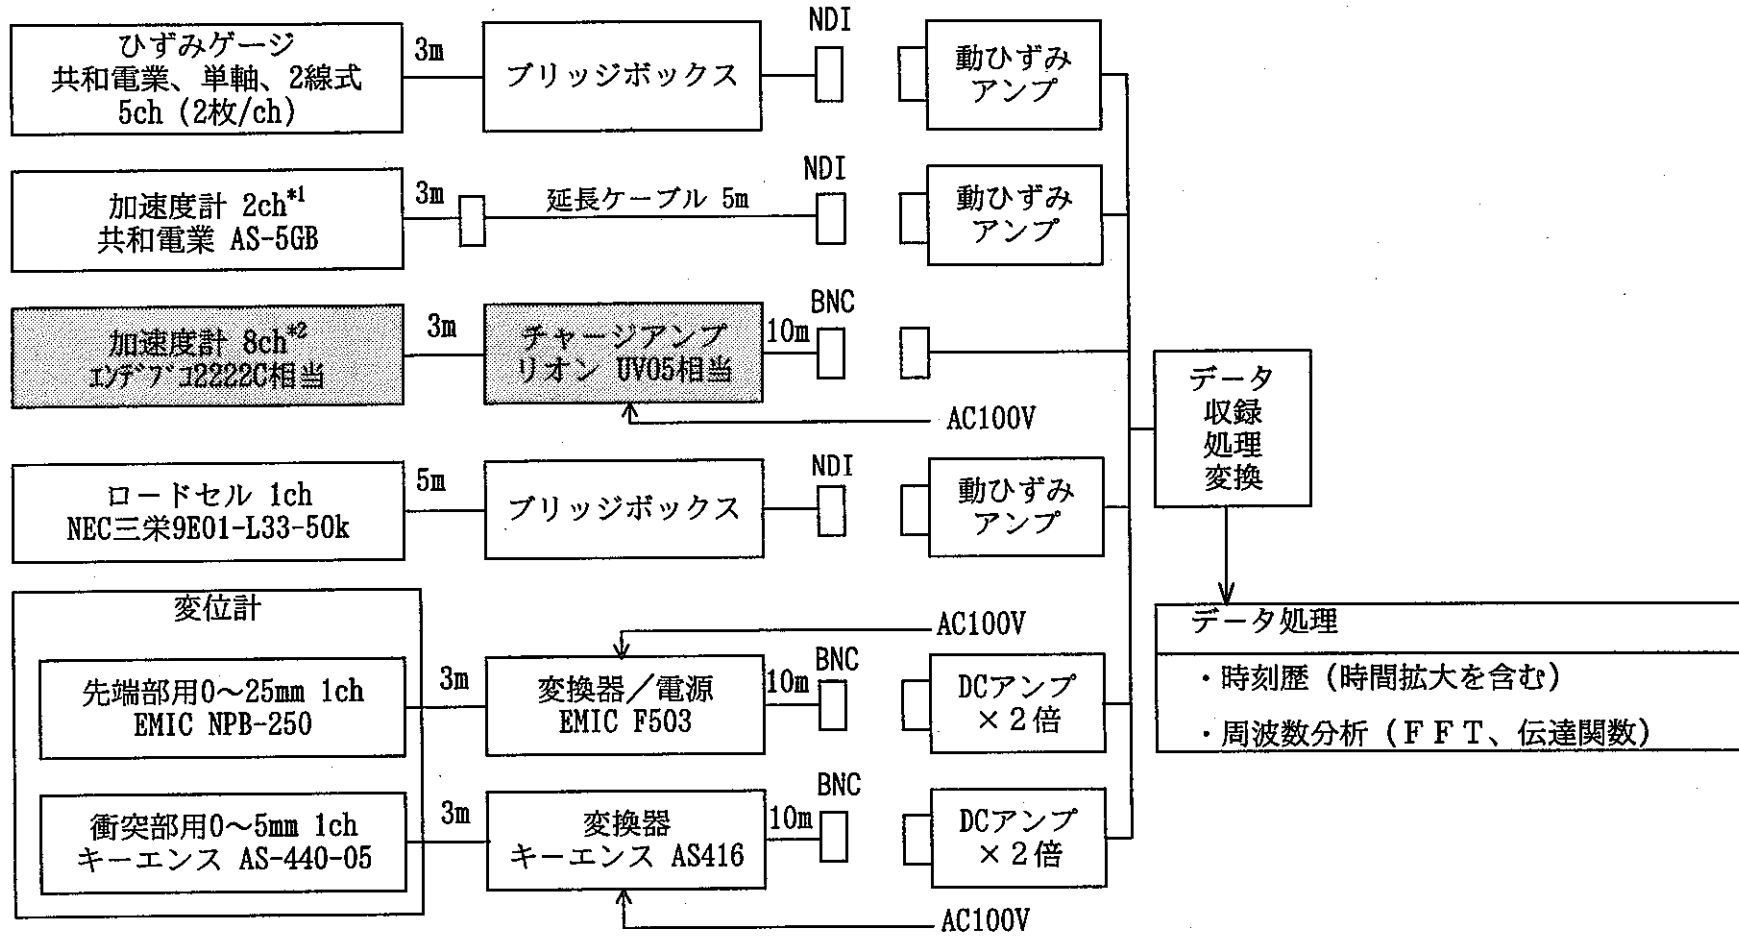 ひずみゲージ
共和電業、単軸、2線式
5ch (2枚/ch)
3m
ブリッジボックス
NDI
動ひずみ
アンプ
加速度計 2ch*1
共和電業 AS-5GB
3m
延長ケーブル 5m
NDI
動ひずみ
アンプ
加速度計 8ch*2
エンデブコ2222C相当
3m
チャージアンプ
リオン UV05相当
10m
BNC
AC100V
データ
収録
処理
変換
ロードセル 1ch
NEC三栄9E01-L33-50k
5m
ブリッジボックス
NDI
動ひずみ
アンプ
変位計
先端部用0～25mm 1ch
EMIC NPB-250
3m
変換器／電源
EMIC F503
AC100V
10m
BNC
DCアンプ
×２倍
衝突部用0～5mm 1ch
キーエンス AS-440-05
3m
変換器
キーエンス AS416
10m
BNC
DCアンプ
×２倍
AC100V
データ処理
・時刻歴 (時間拡大を含む)
・周波数分析 (ＦＦＴ、伝達関数)